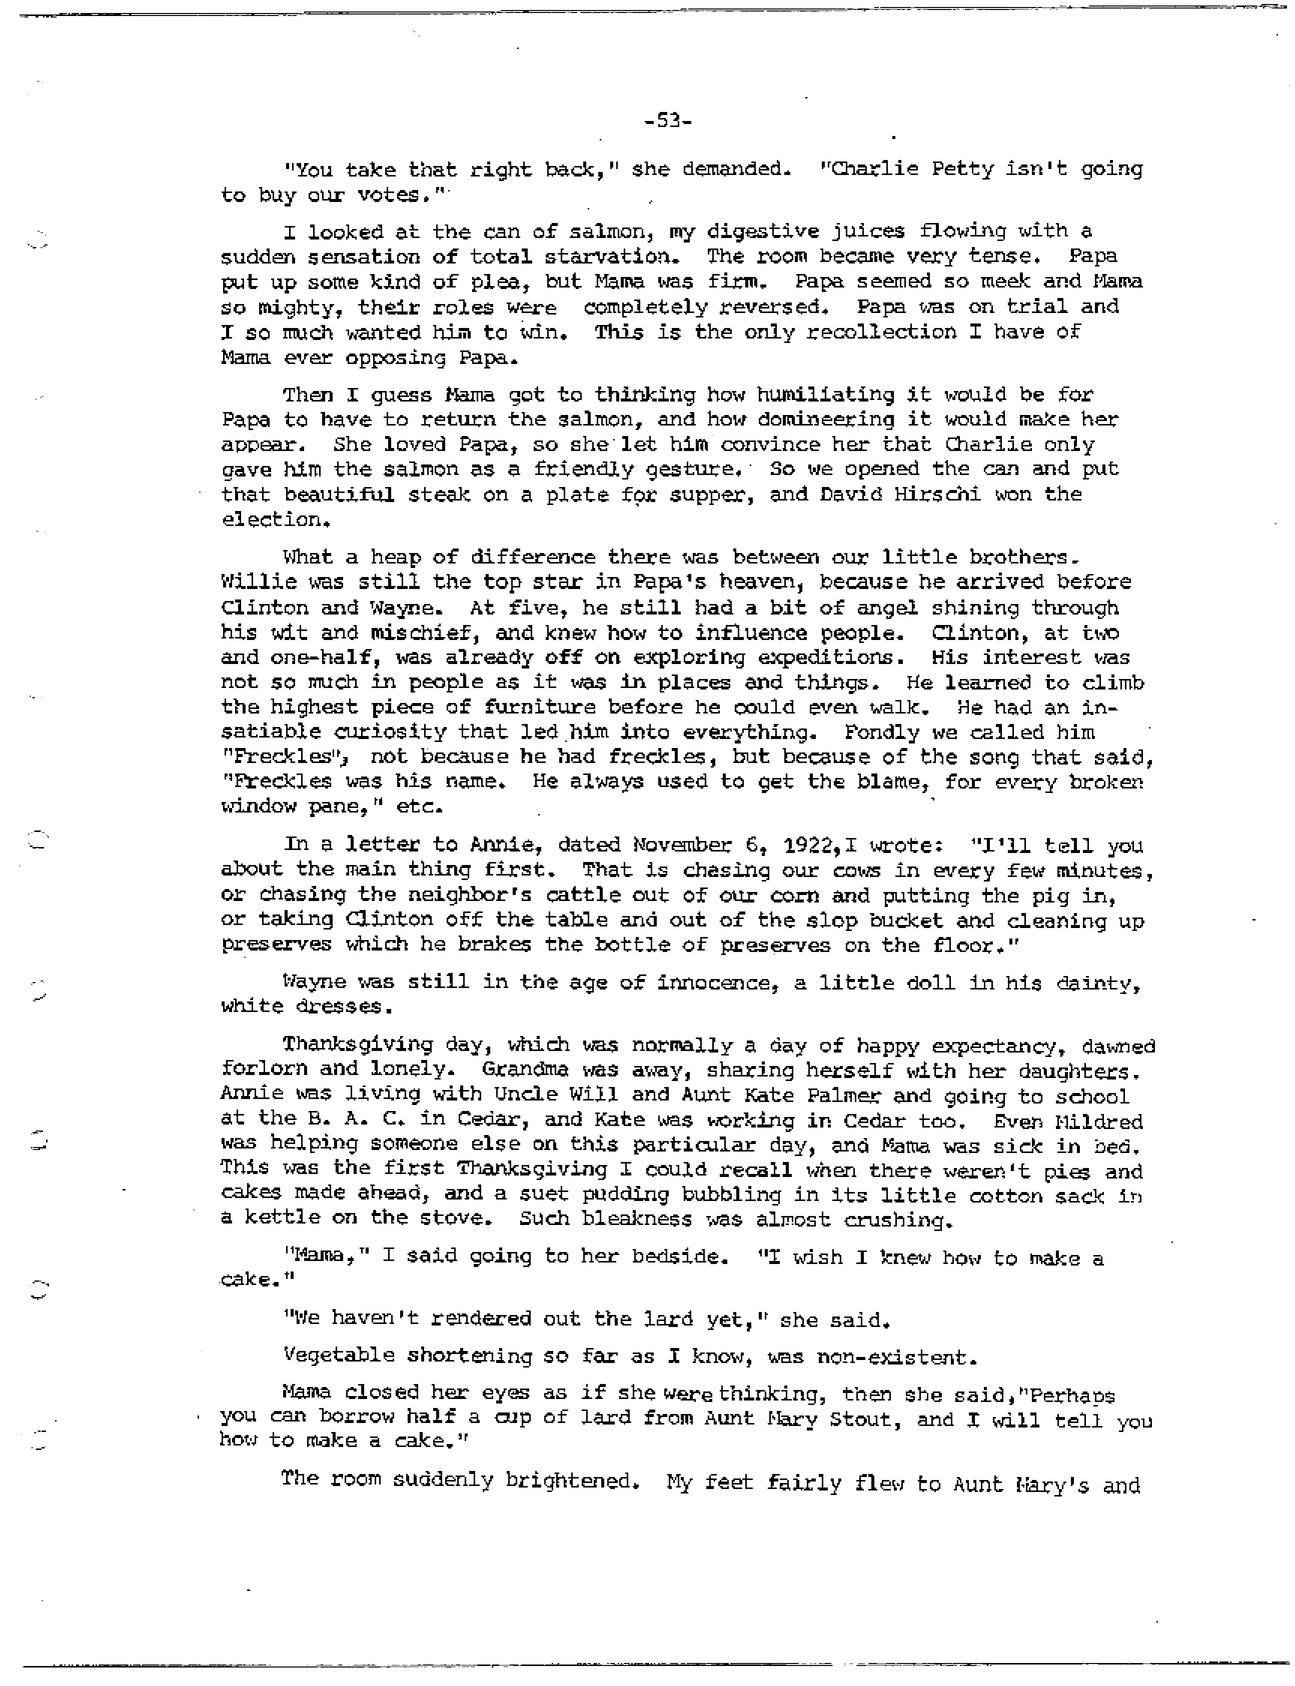 -53-
"You take that right back," she demanded. "Charlie Petty isn't going
to buy our votes."
I looked at the can of salmon, my digestive juices flowing with a
sudden sensation of total starvation. The room became very tense. Papa
put up some kind of plea, but Mama was firm. Papa seemed so meek and Mama
so mighty, their roles were completely reversed. Papa was on trial and
I so much wanted him to win. This is the only recollection I have of
Mama ever opposing Papa.
Then I guess Mama got to thinking how humiliating it would be for
Papa to have to return the salmon, and how domineering it would make her
appear. She loved Papa, so she let him convince her that Charlie only
gave him the salmon as a friendly gesture. So we opened the can and put
that beautiful steak on a plate for supper, and David Hirschi won the
election.
What a heap of difference there was between our little brothers.
Willie was still the top star in Papa's heaven, because he arrived before
Clinton and Wayne. At five, he still had a bit of angel shining through
his wit and mischief, and knew how to influence people. Clinton, at two
and one-half, was already off on exploring expeditions. His interest was
not so much in people as it was in places and things. He learned to climb
the highest piece of furniture before he could even walk. He had an in-
satiable curiosity that led him into everything. Fondly we called him
"Freckles", not because he had freckles, but because of the song that said,
"Freckles was his name. He always used to get the blame, for every broken
window pane," etc.
In a letter to Annie, dated November 6, 1922,I wrote: "I'll tell you
about the main thing first. That is chasing our cows in every few minutes,
or chasing the neighbor's cattle out of our corn and putting the pig in,
or taking Clinton off the table and out of the slop bucket and cleaning up
preserves which he brakes the bottle of preserves on the floor."
Wayne was still in the age of innocence, a little doll in his dainty,
white dresses.
Thanksgiving day, which was normally a day of happy expectancy, dawned
forlorn and lonely. Grandma was away, sharing herself with her daughters.
Annie was living with Uncle Will and Aunt Kate Palmer and going to school
at the B. A. C. in Cedar, and Kate was working in Cedar too. Even Mildred
was helping someone else on this particular day, and Mama was sick in bed.
This was the first Thanksgiving I could recall when there weren't pies and
cakes made ahead, and a suet pudding bubbling in its little cotton sack in
a kettle on the stove. Such bleakness was almost crushing.
"Mama," I said going to her bedside. "I wish I knew how to make a
cake."
"We haven't rendered out the lard yet," she said.
Vegetable shortening so far as I know, was non-existent.
Mama closed her eyes as if she were thinking, then she said,"Perhaps
you can borrow half a cup of lard from Aunt Mary Stout, and I will tell you
how to make a cake."
The room suddenly brightened. My feet fairly flew to Aunt Mary's and